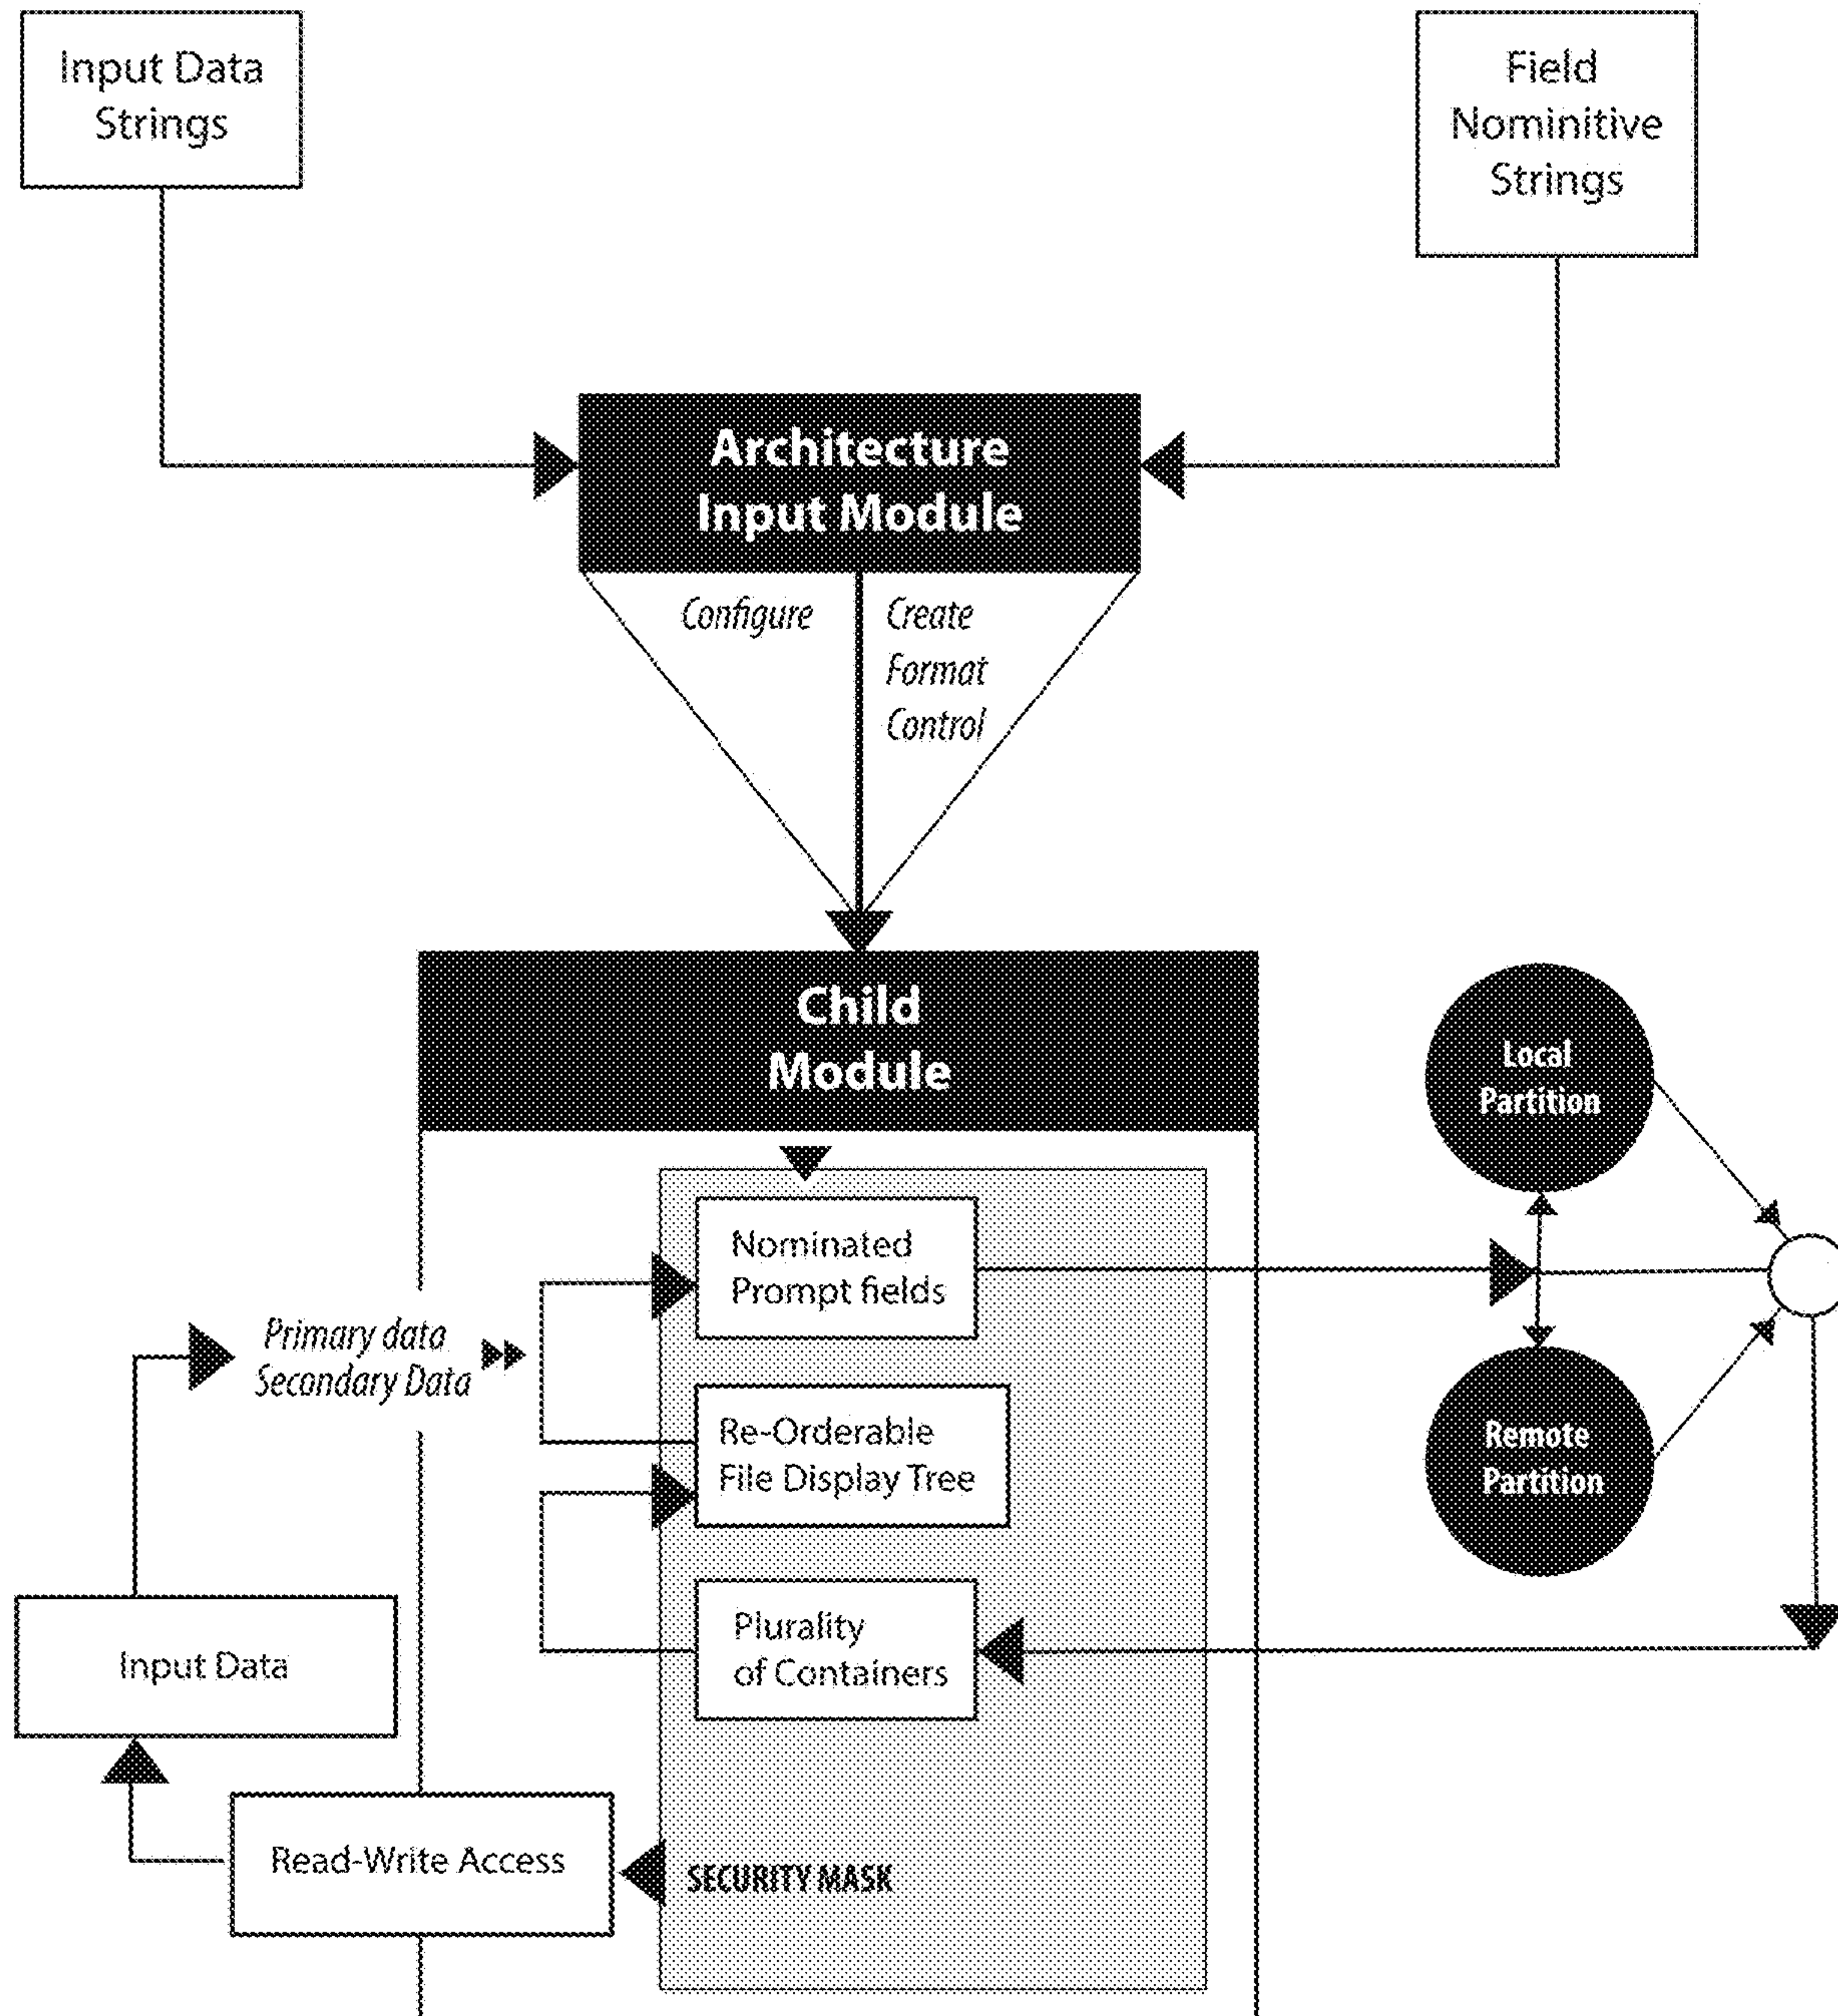 Input Data
Strings
Field
Nominitive
Strings
Architecture
Input Module
Configure
Create
Format
Control
Child
Module
Local
Partition
Nominated
Prompt fields
Primary data
Secondary Data
Re-Orderable
File Display Tree
Remote
Partition
Plurality
of Containers
Input Data
Read-Write Access
SECURITY MASK